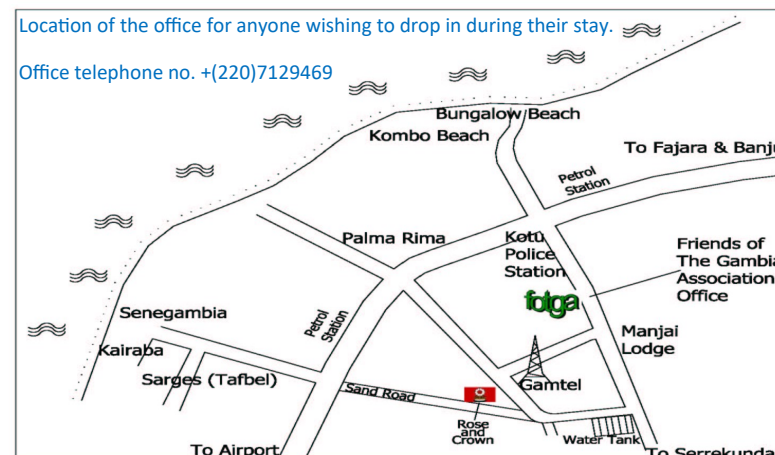 Location of the office for anyone wishing to drop in during their stay.
Office telephone no. +(220)7129469
Bungalow Beach
Kombo Beach
To Fajara & Banju
Petrol
Station
Palma Rima
Kotu
Police
Station
Friends of
The Gambia
Association
Office
fotga
Senegambia
Petrol
Station
Manjai
Lodge
Kairaba
Sarges (Tafbel)
Gamtel
Sand Road
Rose
and
Crown
Water Tank
To Airport
To Serrekunda